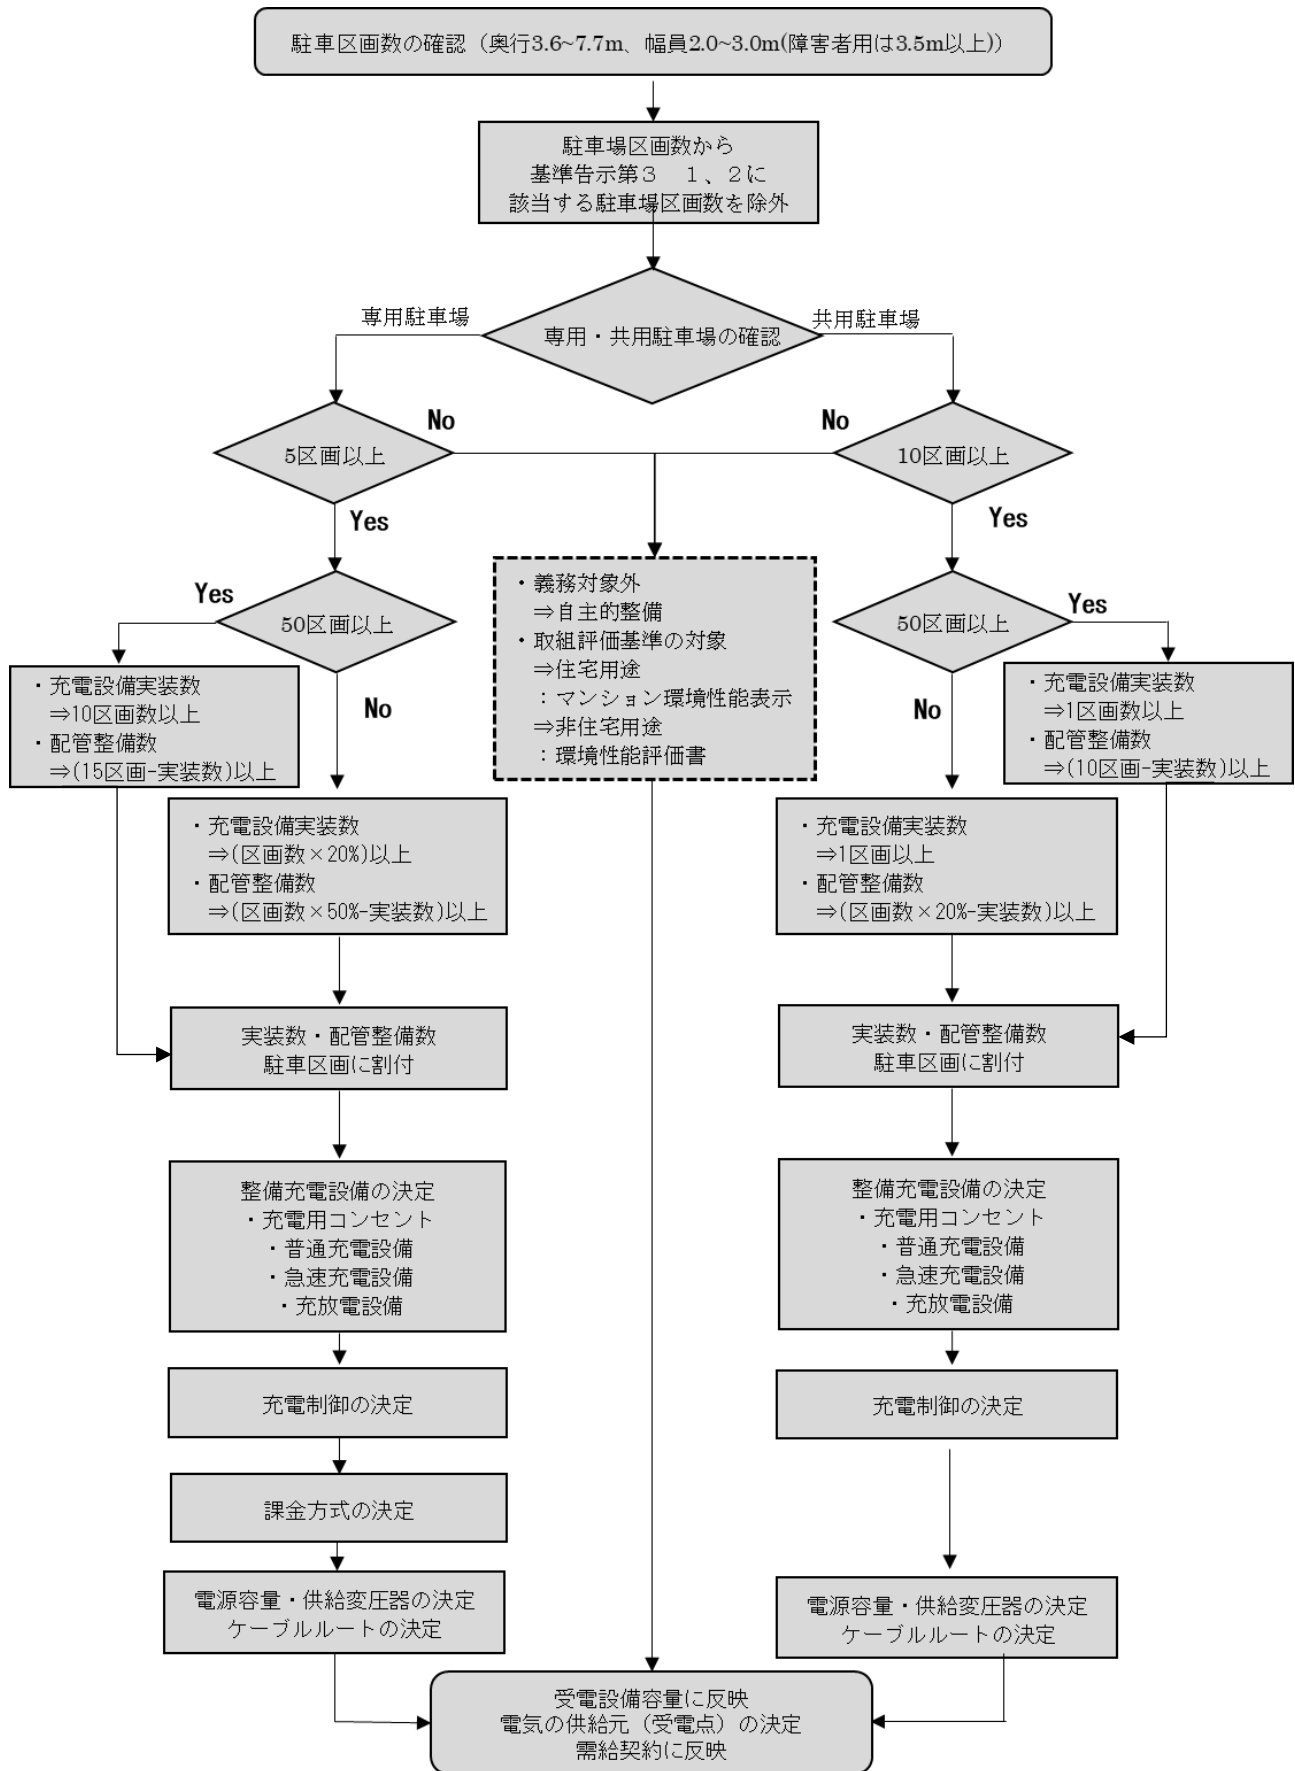 駐車区画数の確認（奥行3.6~7.7m、幅員2.0~3.0m(障害者用は3.5m以上)）
駐車場区画数から
基準告示第３　１、２に
該当する駐車場区画数を除外
専用・共用駐車場の確認
専用駐車場
共用駐車場
5区画以上
No
Yes
10区画以上
No
Yes
50区画以上
Yes
No
50区画以上
Yes
No
・義務対象外
⇒自主的整備
・取組評価基準の対象
⇒住宅用途
：マンション環境性能表示
⇒非住宅用途
：環境性能評価書
・充電設備実装数
⇒10区画数以上
・配管整備数
⇒(15区画-実装数)以上
・充電設備実装数
⇒1区画数以上
・配管整備数
⇒(10区画-実装数)以上
・充電設備実装数
⇒(区画数×20%)以上
・配管整備数
⇒(区画数×50%-実装数)以上
・充電設備実装数
⇒1区画以上
・配管整備数
⇒(区画数×20%-実装数)以上
実装数・配管整備数
駐車区画に割付
実装数・配管整備数
駐車区画に割付
整備充電設備の決定
・充電用コンセント
・普通充電設備
・急速充電設備
・充放電設備
整備充電設備の決定
・充電用コンセント
・普通充電設備
・急速充電設備
・充放電設備
充電制御の決定
充電制御の決定
課金方式の決定
電源容量・供給変圧器の決定
ケーブルルートの決定
電源容量・供給変圧器の決定
ケーブルルートの決定
受電設備容量に反映
電気の供給元（受電点）の決定
需給契約に反映